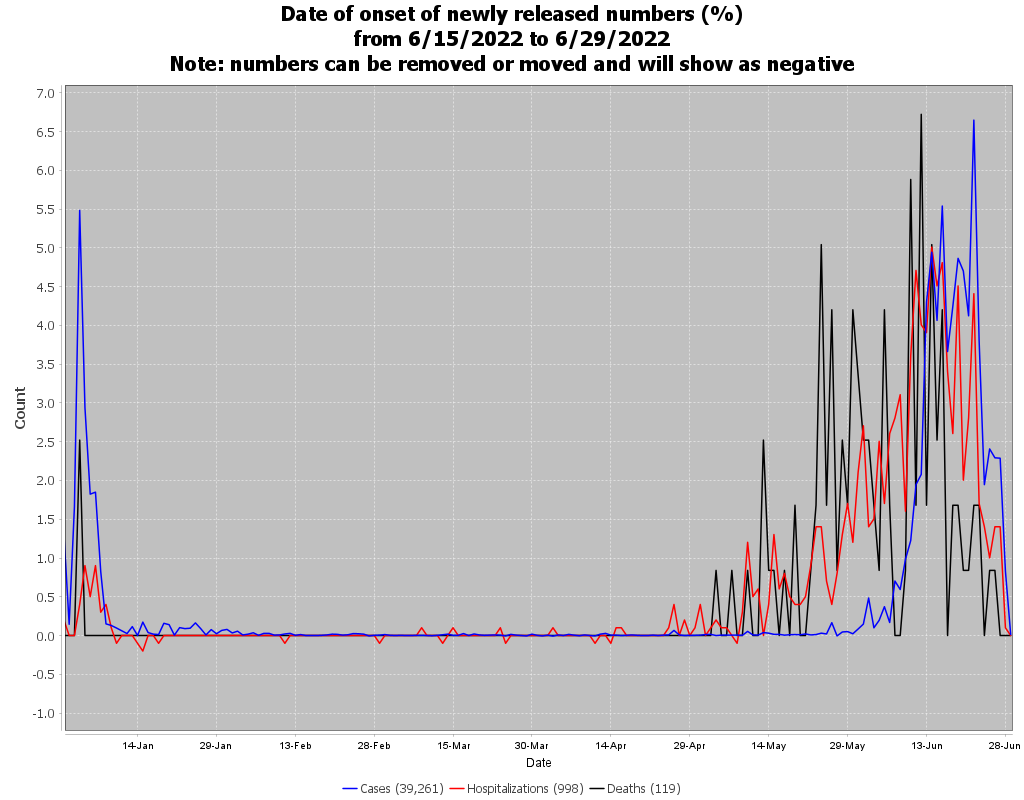 Date of onset of newly released numbers (%)
from 6/15/2022 to 6/29/2022
Note: numbers can be removed or moved and will show as negative
7.0
6.5
6.0
5.5
5.0
4.5
4.0
3.5
3.0
2.5
2.0
1.5
1.0
0.5
0.0
-0.5
-1.0
Count
14-Jan 29-Jan 13-Feb 28-Feb 15-Mar 30-Mar 14-Apr 29-Apr 14-May 29-May 13-Jun 28-Jun
Date
Cases (39,261) Hospitalizations (998) Deaths (119)